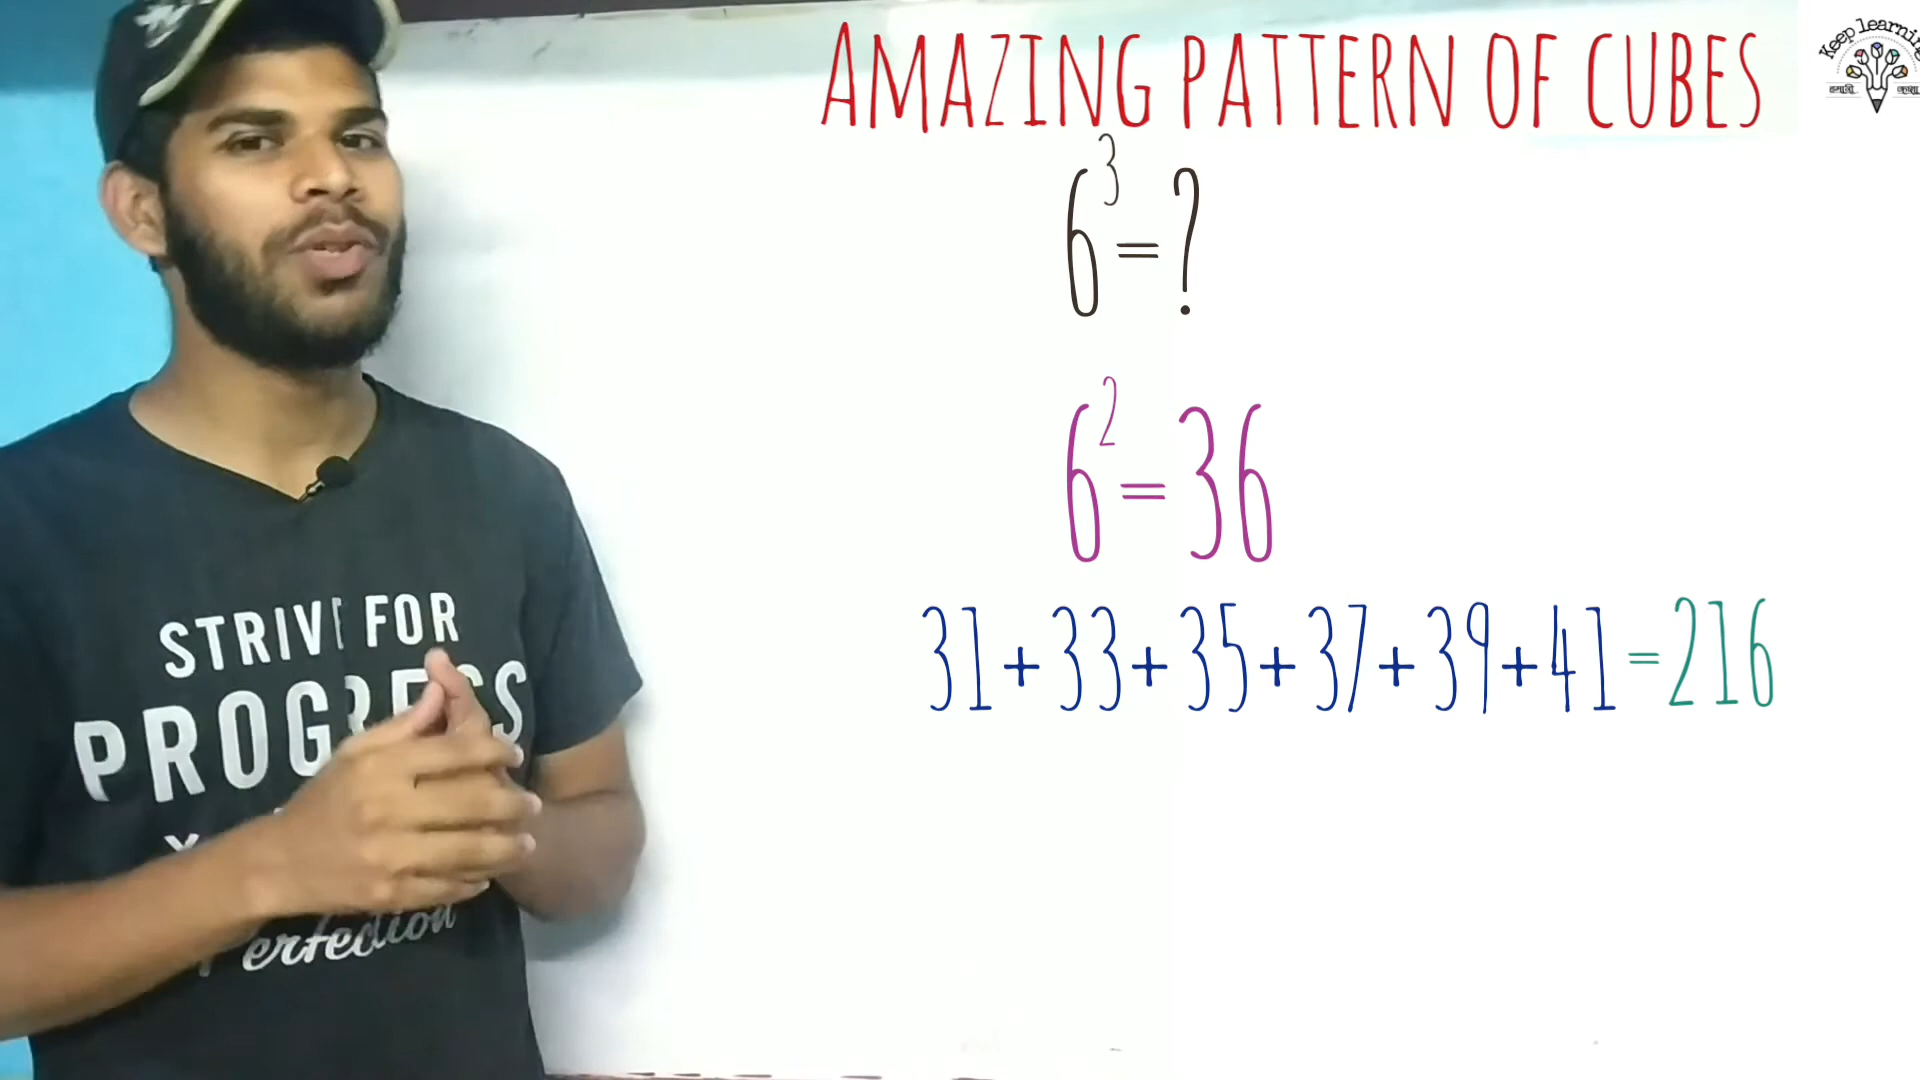 AMAZING PATTERN OF CUBES
Keep learning
6³=?
6²=36
31+33+35+37+39+41=216
STRIVE FOR
PROGRESS
Perfection